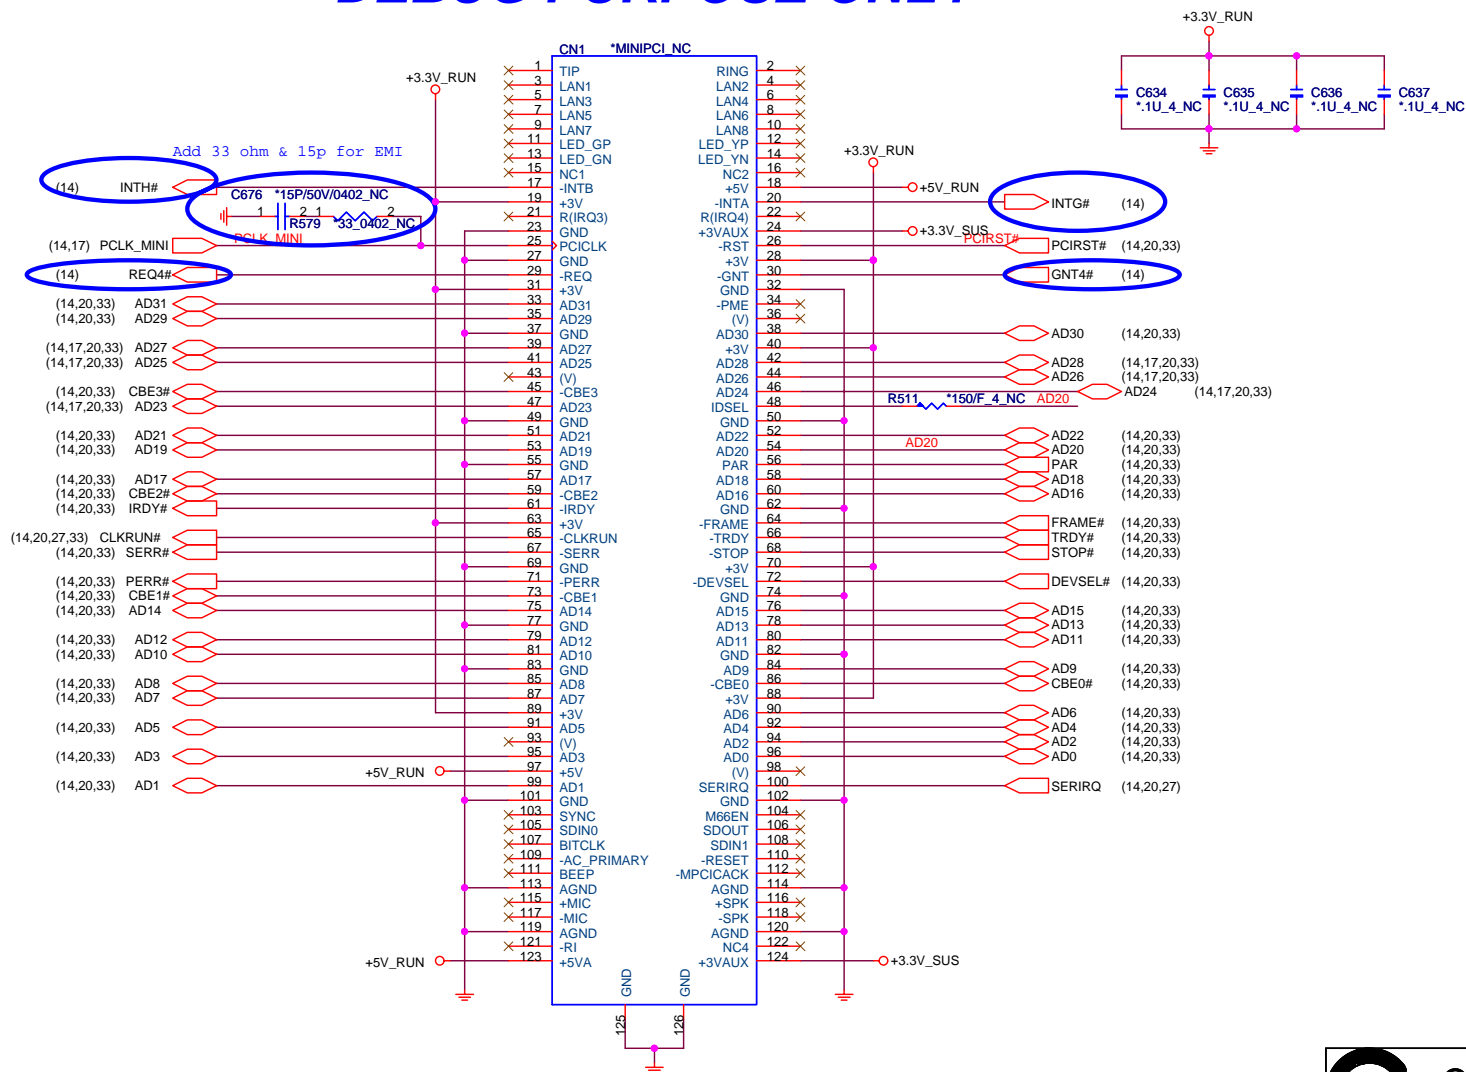 DEBUG PURPOSE ONLY
+3.3V_RUN
C634 *.1U_4_NC
C635 *.1U_4_NC
C636 *.1U_4_NC
C637 *.1U_4_NC
CN1 *MINIPCI_NC
+3.3V_RUN
+3.3V_RUN
Add 33 ohm & 15p for EMI
C676 *15P/50V/0402_NC
1 2 1 2
R579 *33_0402_NC
PCLK_MINI
1 TIP RING 2
3 LAN1 LAN2 4
5 LAN3 LAN4 6
7 LAN5 LAN6 8
9 LAN7 LAN8 10
11 LED_GP LED_YP 12
13 LED_GN LED_YN 14
15 NC1 NC2 16
(14) INTH# 17 -INTB +5V 18 +5V_RUN
19 +3V -INTA 20 INTG# (14)
21 R(IRQ3) R(IRQ4) 22
23 GND +3VAUX 24 +3.3V_SUS
(14,17) PCLK_MINI 25 PCICLK -RST 26 PCIRST# PCIRST# (14,20,33)
27 GND +3V 28
(14) REQ4# 29 -REQ -GNT 30 GNT4# (14)
31 +3V GND 32
(14,20,33) AD31 33 AD31 -PME 34
(14,20,33) AD29 35 AD29 (V) 36
37 GND AD30 38 AD30 (14,20,33)
(14,17,20,33) AD27 39 AD27 +3V 40
(14,17,20,33) AD25 41 AD25 AD28 42 AD28 (14,17,20,33)
43 (V) AD26 44 AD26 (14,17,20,33)
(14,20,33) CBE3# 45 -CBE3 AD24 46 AD24 (14,17,20,33)
(14,17,20,33) AD23 47 AD23 IDSEL 48 R511 *150/F_4_NC AD20
49 GND GND 50
(14,20,33) AD21 51 AD21 AD22 52 AD22 (14,20,33)
(14,20,33) AD19 53 AD19 AD20 54 AD20 AD20 (14,20,33)
55 GND PAR 56 PAR (14,20,33)
(14,20,33) AD17 57 AD17 AD18 58 AD18 (14,20,33)
(14,20,33) CBE2# 59 -CBE2 AD16 60 AD16 (14,20,33)
(14,20,33) IRDY# 61 -IRDY GND 62
63 +3V -FRAME 64 FRAME# (14,20,33)
(14,20,27,33) CLKRUN# 65 -CLKRUN -TRDY 66 TRDY# (14,20,33)
(14,20,33) SERR# 67 -SERR -STOP 68 STOP# (14,20,33)
69 GND +3V 70
(14,20,33) PERR# 71 -PERR -DEVSEL 72 DEVSEL# (14,20,33)
(14,20,33) CBE1# 73 -CBE1 GND 74
(14,20,33) AD14 75 AD14 AD15 76 AD15 (14,20,33)
77 GND AD13 78 AD13 (14,20,33)
(14,20,33) AD12 79 AD12 AD11 80 AD11 (14,20,33)
(14,20,33) AD10 81 AD10 GND 82
83 GND AD9 84 AD9 (14,20,33)
(14,20,33) AD8 85 AD8 -CBE0 86 CBE0# (14,20,33)
(14,20,33) AD7 87 AD7 +3V 88
89 +3V AD6 90 AD6 (14,20,33)
(14,20,33) AD5 91 AD5 AD4 92 AD4 (14,20,33)
93 (V) AD2 94 AD2 (14,20,33)
(14,20,33) AD3 95 AD3 AD0 96 AD0 (14,20,33)
+5V_RUN 97 +5V (V) 98
(14,20,33) AD1 99 AD1 SERIRQ 100 SERIRQ (14,20,27)
101 GND GND 102
103 SYNC M66EN 104
105 SDIN0 SDOUT 106
107 BITCLK SDIN1 108
109 -AC_PRIMARY -RESET 110
111 BEEP -MPCICACK 112
113 AGND AGND 114
115 +MIC +SPK 116
117 -MIC -SPK 118
119 AGND AGND 120
121 -RI NC4 122
+5V_RUN 123 +5VA +3VAUX 124 +3.3V_SUS
GND GND
125 126